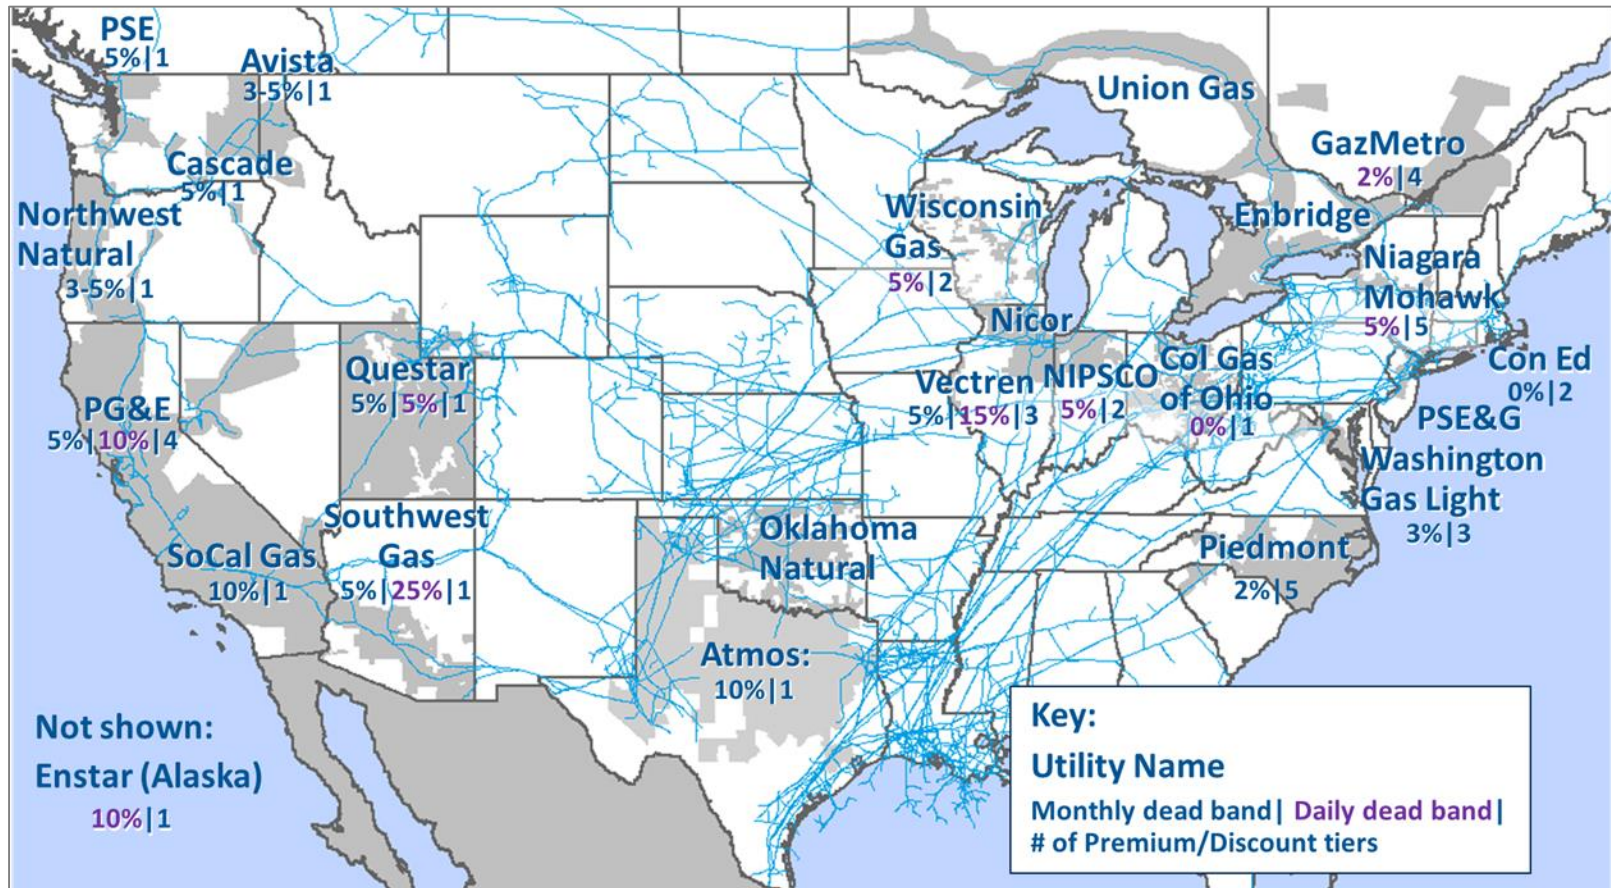 PSE
5%|1
Avista
3-5%|1
Cascade
5%|1
Northwest
Natural
3-5%|1
Union Gas
GazMetro
2%|4
Wisconsin
Gas
5%|2
Enbridge
Niagara
Mohawk
5%|5
Nicor
Questar
5%|5%|1
PG&E
5%|10%|4
Vectren
5%|15%|3
NIPSCO
5%|2
Col Gas
of Ohio
0%|1
Con Ed
0%|2
PSE&G
Washington
Gas Light
3%|3
SoCal Gas
10%|1
Southwest
Gas
5%|25%|1
Oklahoma
Natural
Piedmont
2%|5
Atmos:
10%|1
Not shown:
Enstar (Alaska)
10%|1
Key:
Utility Name
Monthly dead band| Daily dead band|
# of Premium/Discount tiers